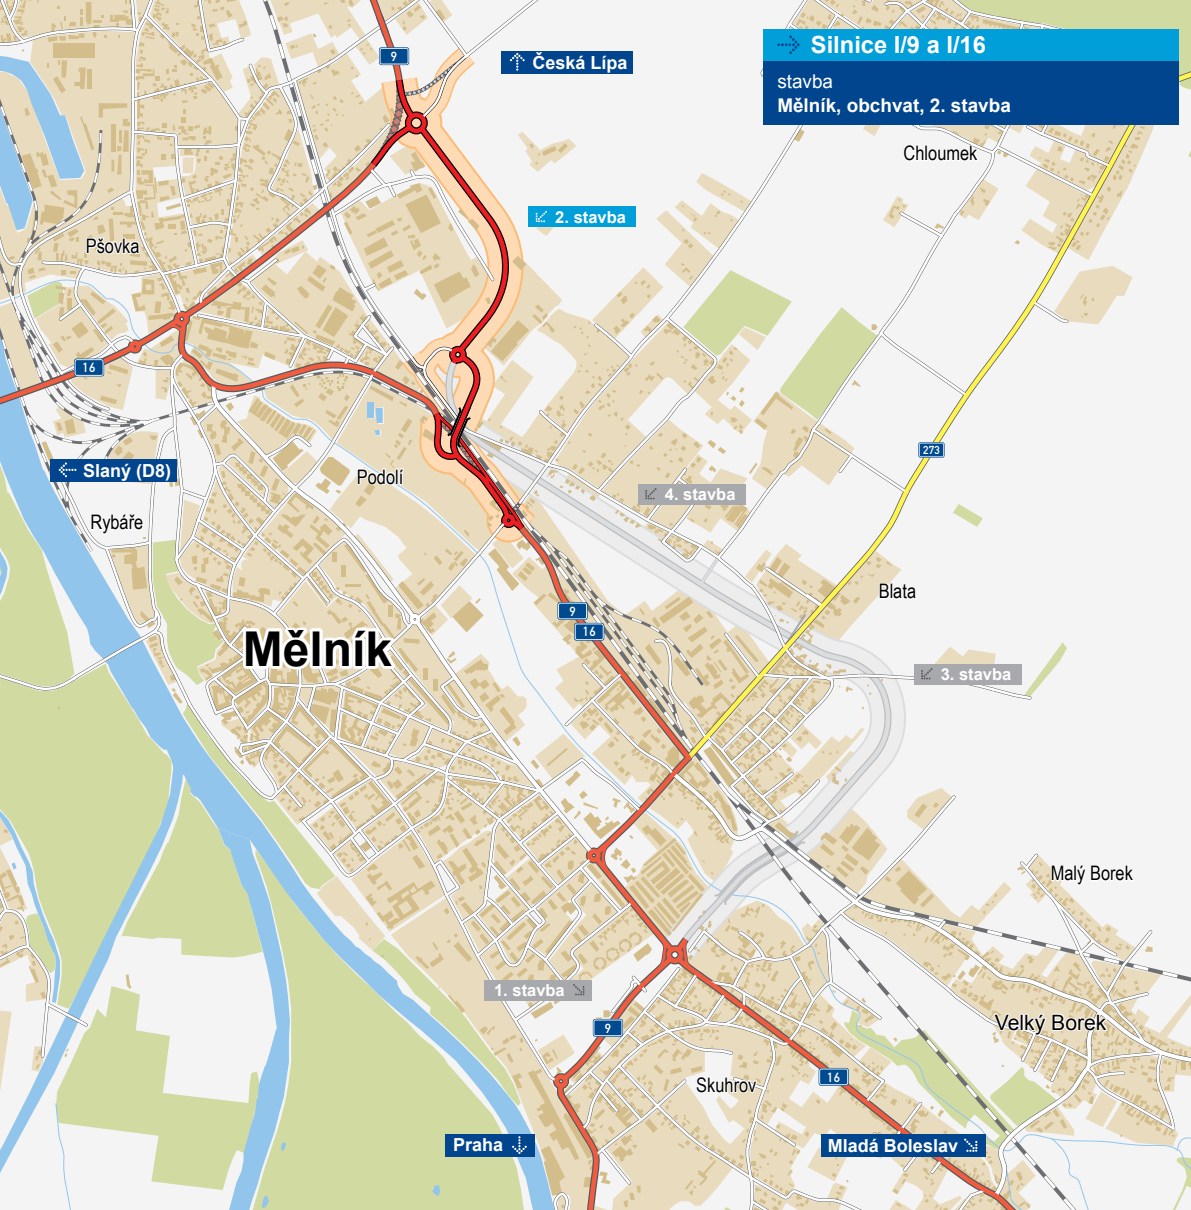 9
Česká Lípa
Silnice I/9 a I/16
stavba
Mělník, obchvat, 2. stavba
Chloumek
2. stavba
Pšovka
16
273
Slaný (D8)
Podolí
4. stavba
Rybáře
Blata
9
16
Mělník
3. stavba
Malý Borek
1. stavba
9
Velký Borek
16
Skuhrov
Praha
Mladá Boleslav